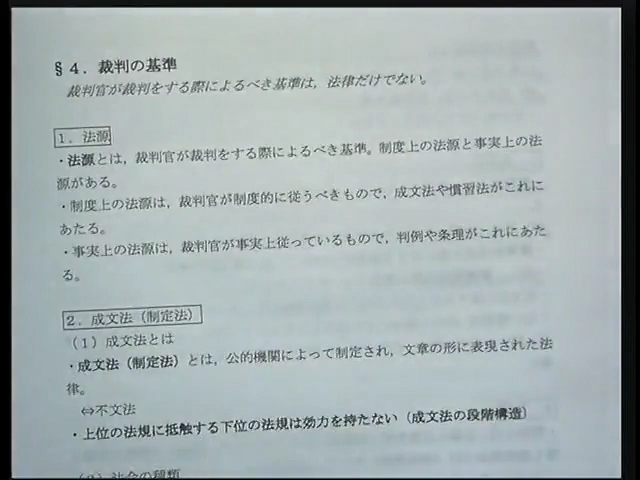 §4．裁判の基準
裁判官が裁判をする際によるべき基準は，法律だけでない。
1．法源
・法源とは，裁判官が裁判をする際によるべき基準。制度上の法源と事実上の法
源がある。
・制度上の法源は，裁判官が制度的に従うべきもので，成文法や慣習法がこれに
あたる。
・事実上の法源は，裁判官が事実上従っているもので，判例や条理がこれにあた
る。
2．成文法（制定法）
（1）成文法とは
・成文法（制定法）とは，公的機関によって制定され，文章の形に表現された法
律。
⇔不文法
・上位の法規に抵触する下位の法規は効力を持たない（成文法の段階構造）